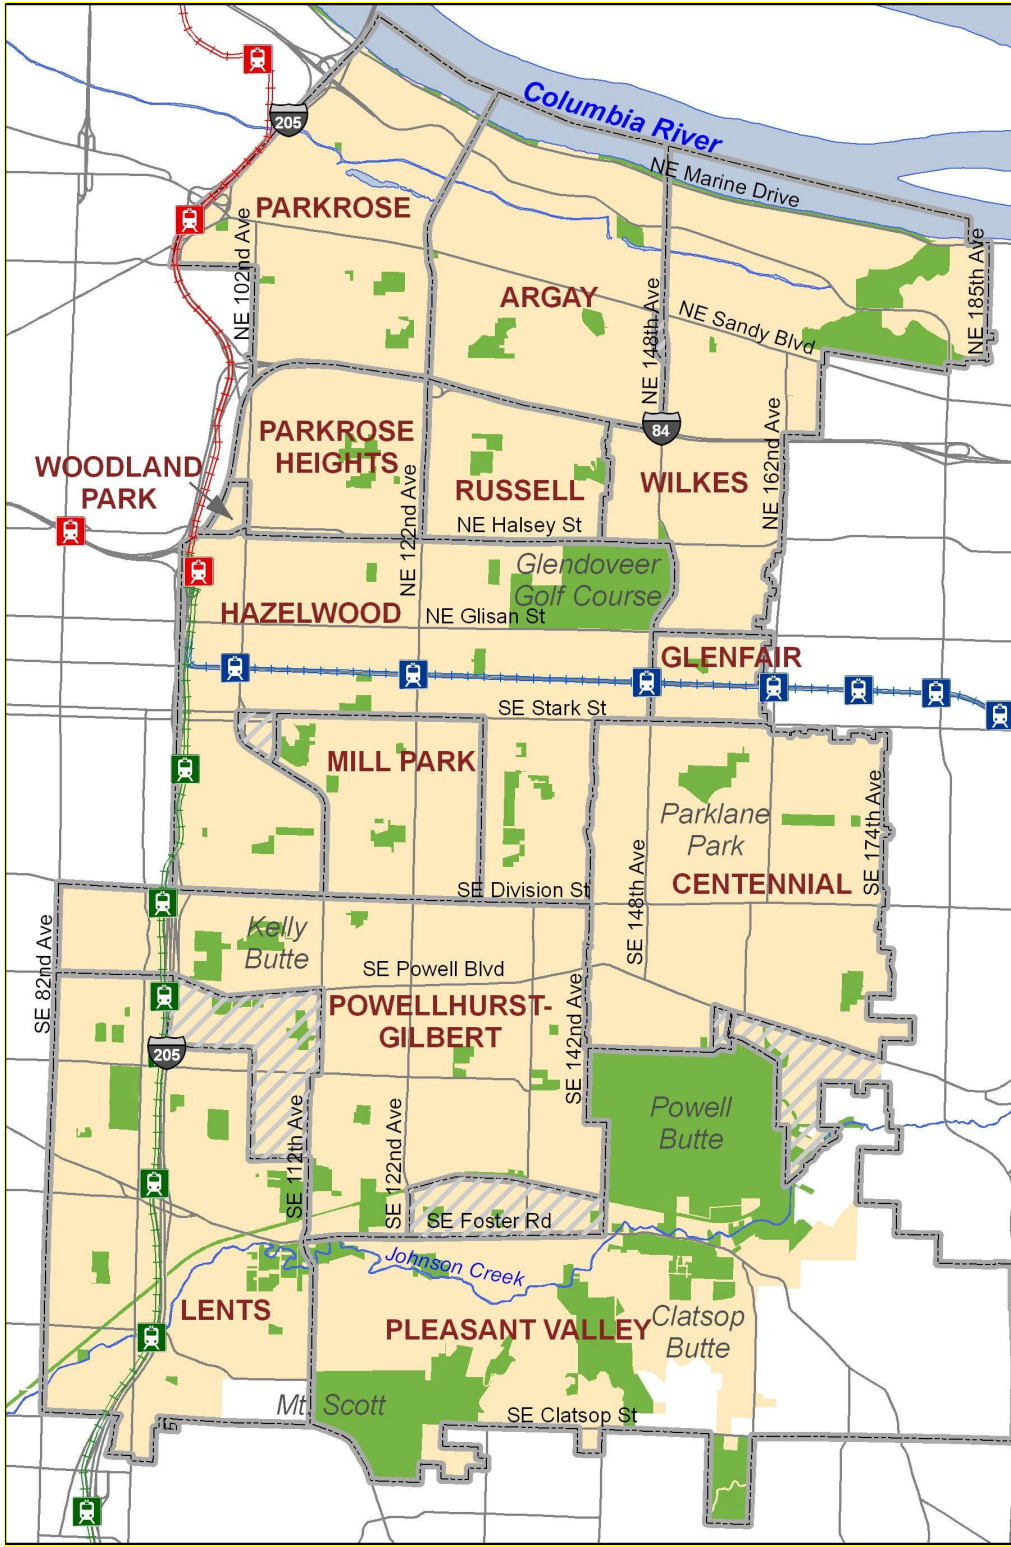 Columbia River
205
NE Marine Drive
PARKROSE
NE 102nd Ave
NE 185th Ave
ARGAY
NE 148th Ave
NE Sandy Blvd
84
PARKROSE
HEIGHTS
WOODLAND
PARK
NE 162nd Ave
WILKES
RUSSELL
NE 122nd Ave
NE Halsey St
Glendoveer
Golf Course
HAZELWOOD
NE Glisan St
GLENFAIR
SE Stark St
MILL PARK
Parklane
Park
SE 174th Ave
CENTENNIAL
SE Division St
SE 148th Ave
Kelly
Butte
SE 82nd Ave
SE Powell Blvd
POWELLHURST-
GILBERT
SE 142nd Ave
205
Powell
Butte
SE 112th Ave
SE 122nd Ave
SE Foster Rd
Johnson Creek
LENTS
PLEASANT VALLEY
Clatsop
Butte
Mt Scott
SE Clatsop St